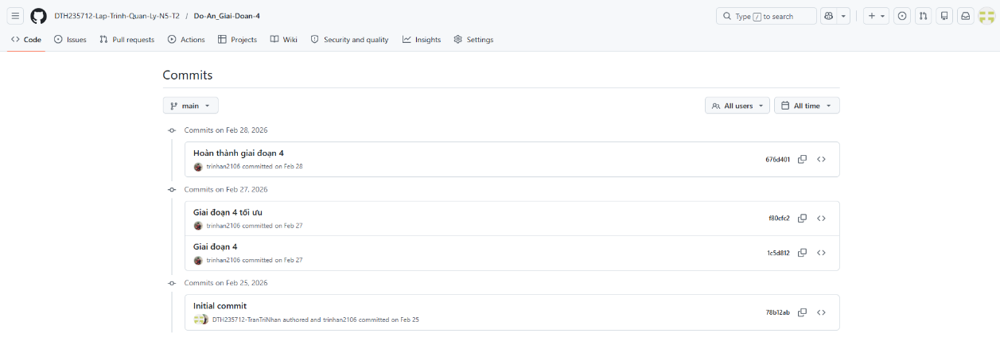 DTH235712-Lap-Trinh-Quan-Ly-N5-T2 / Do-An_Giai-Doan-4
Type / to search
Code Issues Pull requests Actions Projects Wiki Security and quality Insights Settings
Commits
main All users All time
Commits on Feb 28, 2026
Hoàn thành giai đoạn 4
676d401
trinhan2106 committed on Feb 28
Commits on Feb 27, 2026
Giai đoạn 4 tối ưu
f80cfc2
trinhan2106 committed on Feb 27
Giai đoạn 4
1c5d812
trinhan2106 committed on Feb 27
Commits on Feb 25, 2026
Initial commit
78b12ab
DTH235712-TranTriNhan authored and trinhan2106 committed on Feb 25